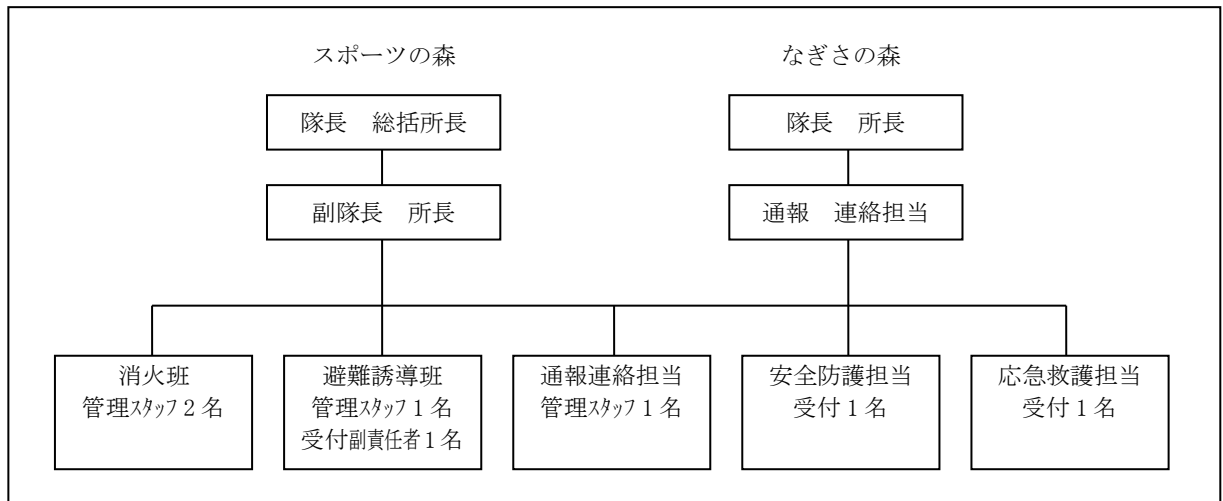 スポーツの森
なぎさの森
隊長　総括所長
隊長　所長
副隊長　所長
通報　連絡担当
消火班
管理ｽﾀｯﾌ２名
避難誘導班
管理ｽﾀｯﾌ１名
受付副責任者１名
通報連絡担当
管理ｽﾀｯﾌ１名
安全防護担当
受付１名
応急救護担当
受付１名